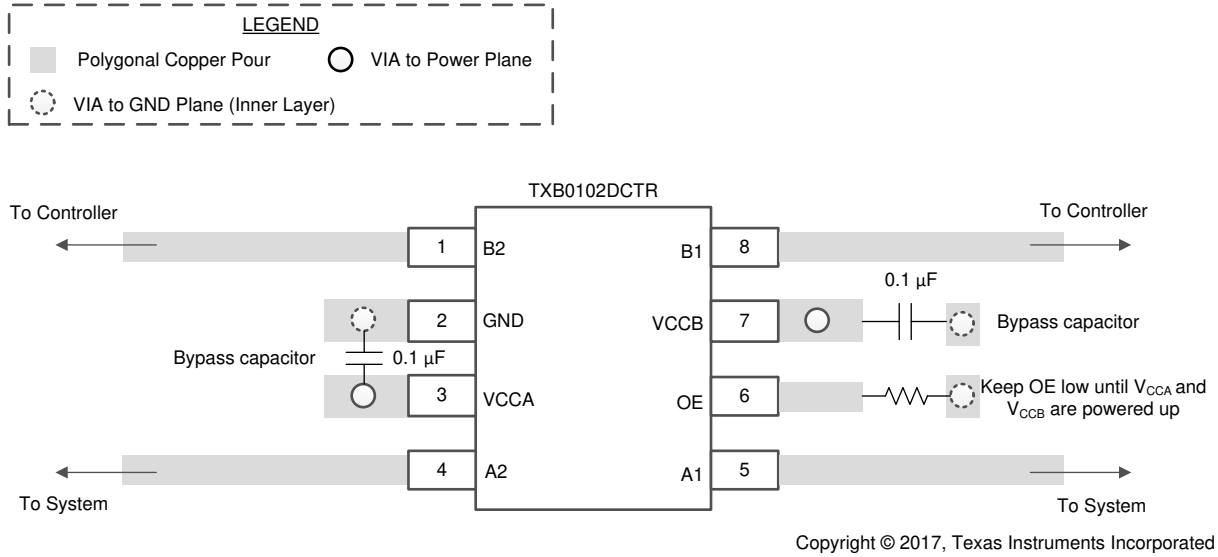 LEGEND
Polygonal Copper Pour
VIA to Power Plane
VIA to GND Plane (Inner Layer)
TXB0102DCTR
To Controller
To Controller
1
B2
B1
8
0.1 µF
2
GND
VCCB
7
Bypass capacitor
Bypass capacitor
0.1 µF
3
VCCA
OE
6
Keep OE low until VCCA and
VCCB are powered up
4
A2
A1
5
To System
To System
Copyright © 2017, Texas Instruments Incorporated